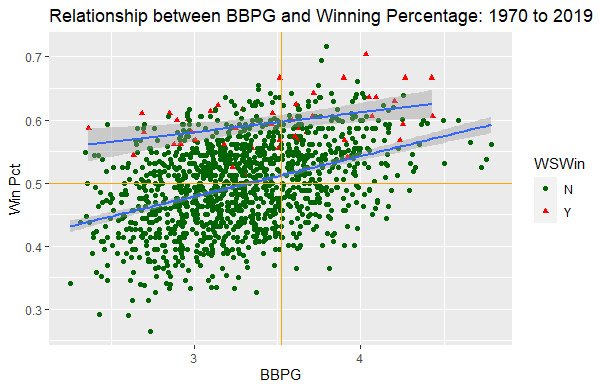 Relationship between BBPG and Winning Percentage: 1970 to 2019
0.7
0.6
0.5
0.4
0.3
Win Pct
3
4
BBPG
WSWin
N
Y